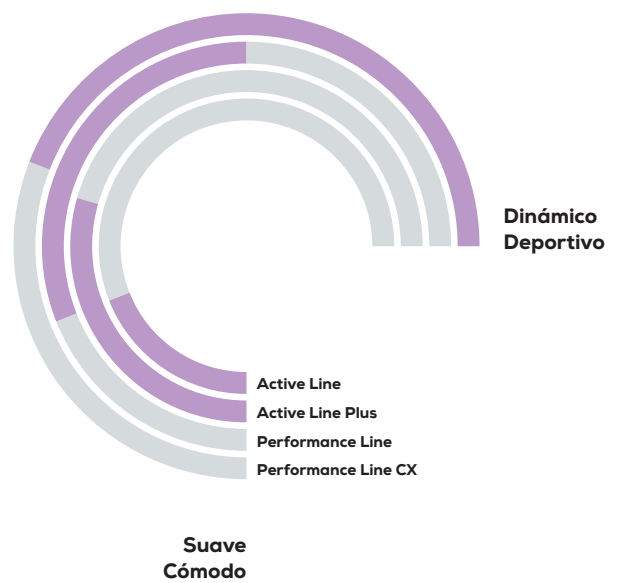 Dinámico
Deportivo
Active Line
Active Line Plus
Performance Line
Performance Line CX
Suave
Cómodo